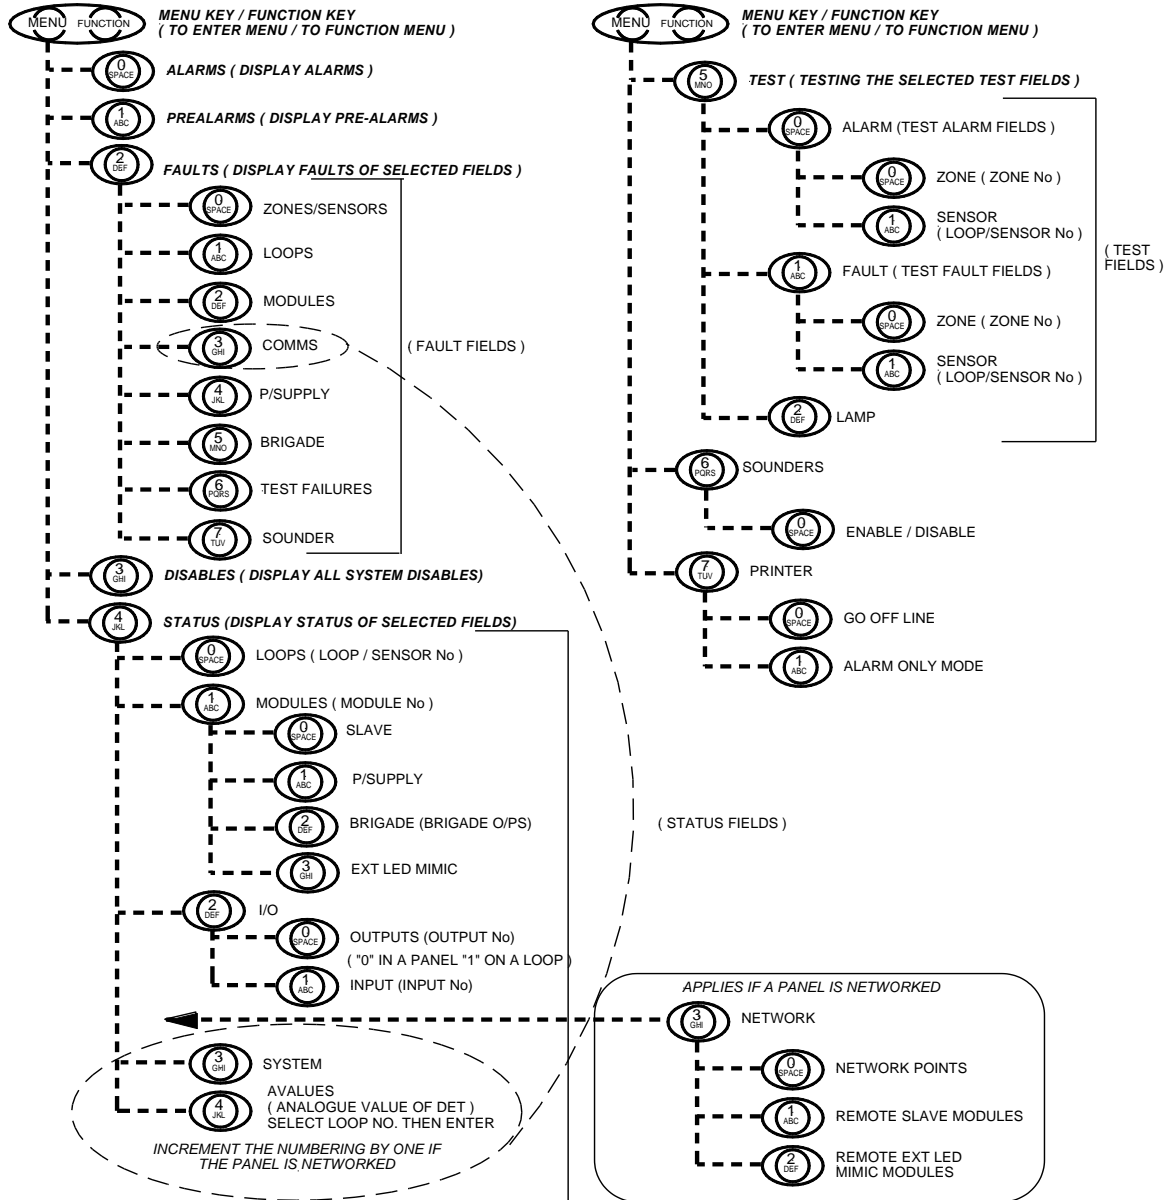 MENU FUNCTION
MENU KEY / FUNCTION KEY
( TO ENTER MENU / TO FUNCTION MENU )
0
SPACE
ALARMS ( DISPLAY ALARMS )
1
ABC
PREALARMS ( DISPLAY PRE-ALARMS )
2
DEF
FAULTS ( DISPLAY FAULTS OF SELECTED FIELDS )
0
SPACE
ZONES/SENSORS
1
ABC
LOOPS
2
DEF
MODULES
3
GHI
COMMS
( FAULT FIELDS )
4
JKL
P/SUPPLY
5
MNO
BRIGADE
6
PQRS
TEST FAILURES
7
TUV
SOUNDER
3
GHI
DISABLES ( DISPLAY ALL SYSTEM DISABLES)
4
JKL
STATUS (DISPLAY STATUS OF SELECTED FIELDS)
0
SPACE
LOOPS ( LOOP / SENSOR No )
1
ABC
MODULES ( MODULE No )
0
SPACE
SLAVE
1
ABC
P/SUPPLY
2
DEF
BRIGADE (BRIGADE O/PS)
( STATUS FIELDS )
3
GHI
EXT LED MIMIC
2
DEF
I/O
0
SPACE
OUTPUTS (OUTPUT No)
( "0" IN A PANEL "1" ON A LOOP )
1
ABC
INPUT (INPUT No)
3
GHI
SYSTEM
4
JKL
AVALUES
( ANALOGUE VALUE OF DET )
SELECT LOOP NO. THEN ENTER
INCREMENT THE NUMBERING BY ONE IF
THE PANEL IS NETWORKED
MENU FUNCTION
MENU KEY / FUNCTION KEY
( TO ENTER MENU / TO FUNCTION MENU )
5
MNO
TEST ( TESTING THE SELECTED TEST FIELDS )
0
SPACE
ALARM (TEST ALARM FIELDS )
0
SPACE
ZONE ( ZONE No )
1
ABC
SENSOR
( LOOP/SENSOR No )
( TEST
FIELDS )
1
ABC
FAULT ( TEST FAULT FIELDS )
0
SPACE
ZONE ( ZONE No )
1
ABC
SENSOR
( LOOP/SENSOR No )
2
DEF
LAMP
6
PQRS
SOUNDERS
0
SPACE
ENABLE / DISABLE
7
TUV
PRINTER
0
SPACE
GO OFF LINE
1
ABC
ALARM ONLY MODE
APPLIES IF A PANEL IS NETWORKED
3
GHI
NETWORK
0
SPACE
NETWORK POINTS
1
ABC
REMOTE SLAVE MODULES
2
DEF
REMOTE EXT LED
MIMIC MODULES